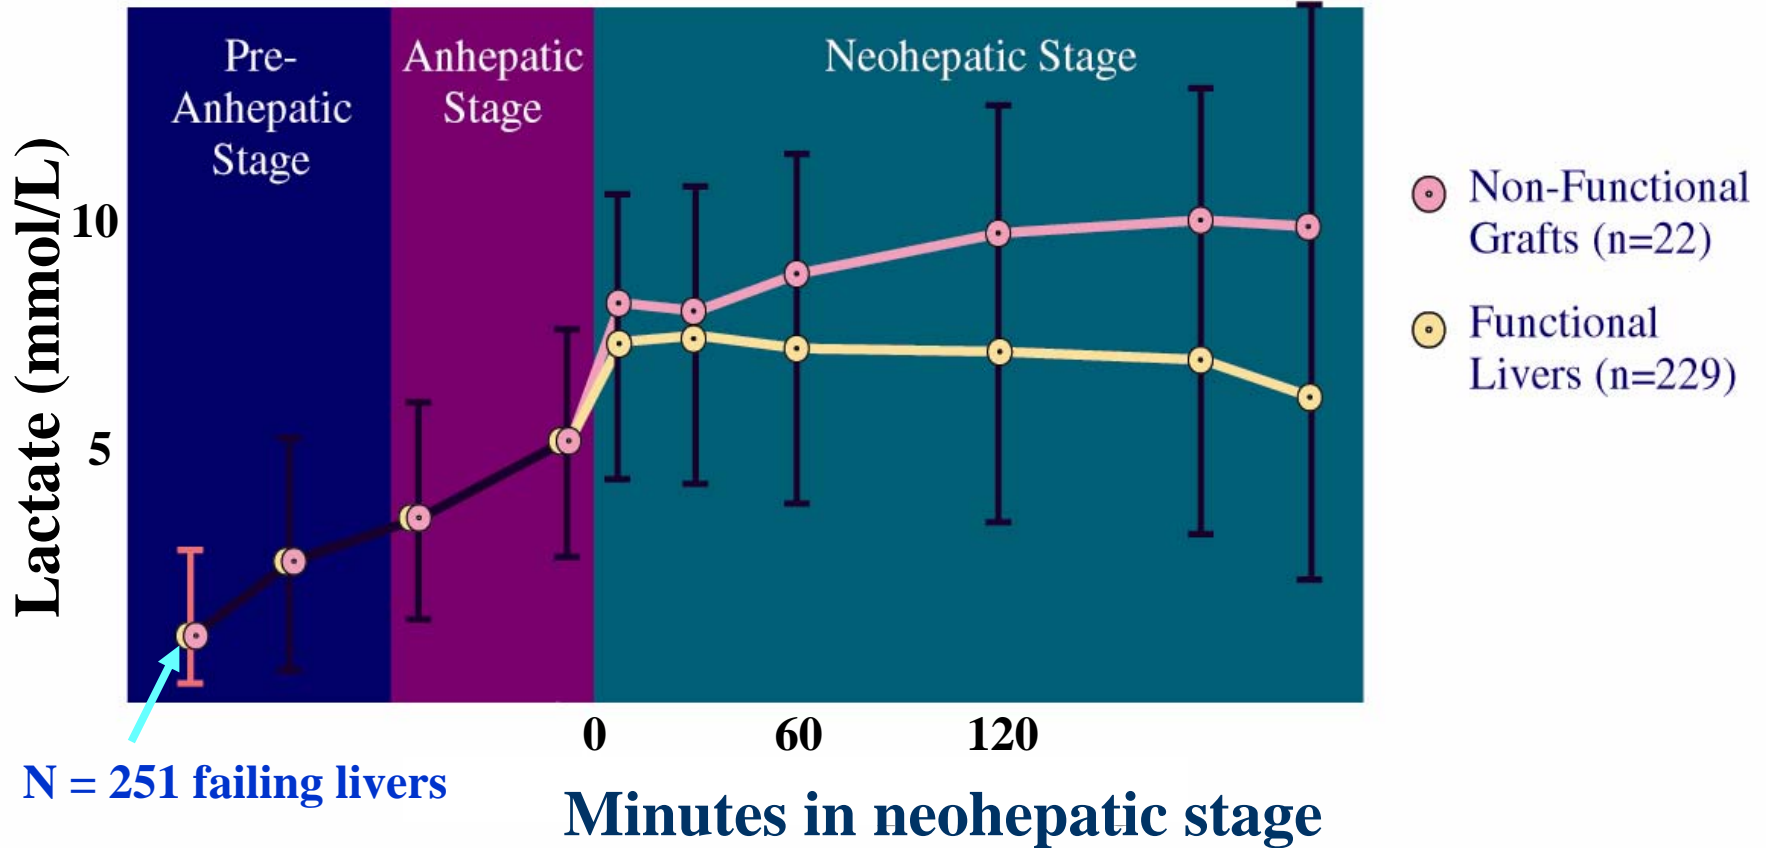 Pre-
Anhepatic
Stage
Anhepatic
Stage
Neohepatic Stage
Lactate (mmol/L)
10
5
Non-Functional
Grafts (n=22)
Functional
Livers (n=229)
0 60 120
N = 251 failing livers
Minutes in neohepatic stage